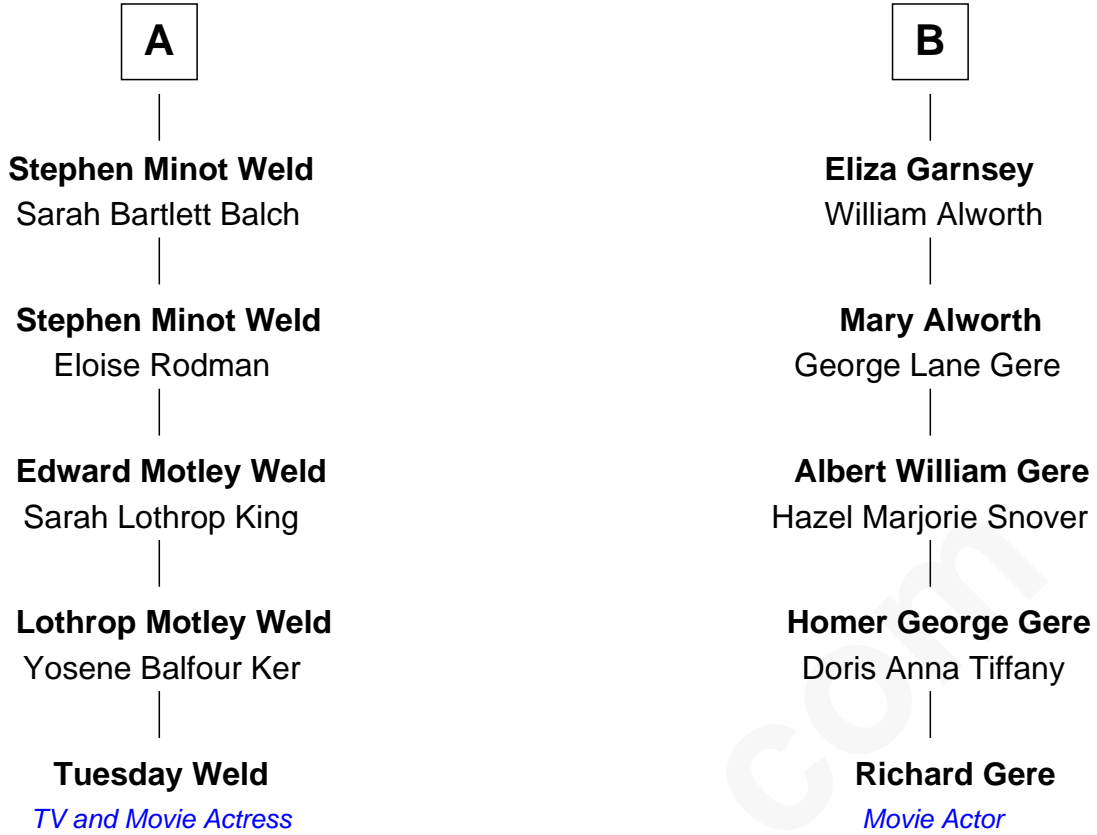 A
B
Stephen Minot Weld
Sarah Bartlett Balch
Eliza Garnsey
William Alworth
Stephen Minot Weld
Eloise Rodman
Mary Alworth
George Lane Gere
Edward Motley Weld
Sarah Lothrop King
Albert William Gere
Hazel Marjorie Snover
Lothrop Motley Weld
Yosene Balfour Ker
Homer George Gere
Doris Anna Tiffany
Tuesday Weld
TV and Movie Actress
Richard Gere
Movie Actor
com